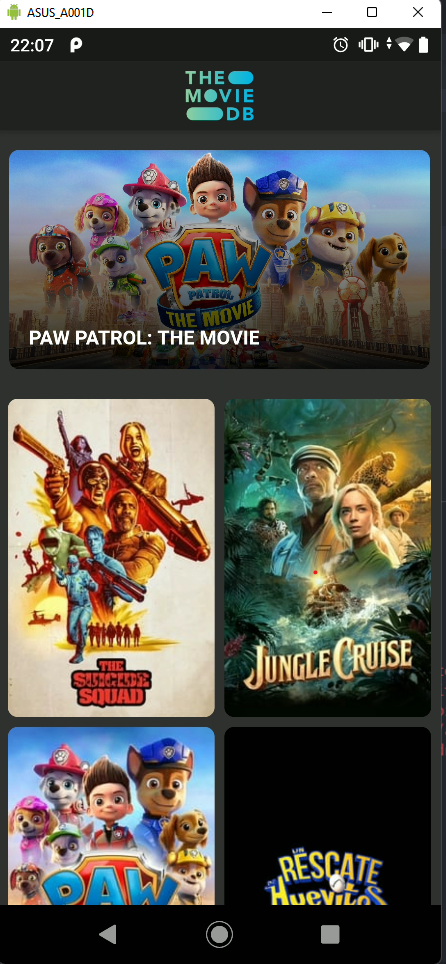 ASUS_A001D
22:07
THE
MOVIE
DB
PAW
PATROL
THE MOVIE
PAW PATROL: THE MOVIE
THE
SUICIDE
SQUAD
JUNGLE CRUISE
PAW
UN
RESCATE
DE
Huevitos